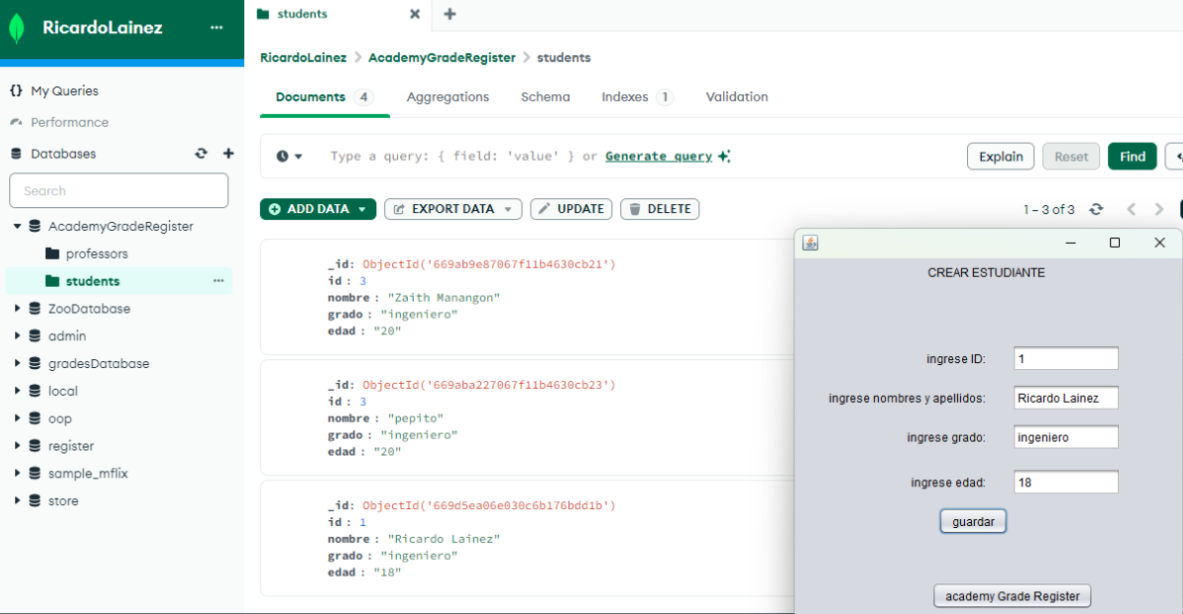 RicardoLainez ...
{} My Queries
Performance
Databases
Search
AcademyGradeRegister
professors
students ...
ZooDatabase
admin
gradesDatabase
local
oop
register
sample_mflix
store
students
RicardoLainez > AcademyGradeRegister > students
Documents 4 Aggregations Schema Indexes 1 Validation
Type a query: { field: 'value' } or Generate query
Explain Reset Find
ADD DATA EXPORT DATA UPDATE DELETE
1 – 3 of 3
_id: ObjectId('669ab9e87067f11b4630cb21')
id : 3
nombre : "Zaith Manangon"
grado : "ingeniero"
edad : "20"
_id: ObjectId('669aba227067f11b4630cb23')
id : 3
nombre : "pepito"
grado : "ingeniero"
edad : "20"
_id: ObjectId('669d5ea06e030c6b176bdd1b')
id : 1
nombre : "Ricardo Lainez"
grado : "ingeniero"
edad : "18"
CREAR ESTUDIANTE
ingrese ID: 1
ingrese nombres y apellidos: Ricardo Lainez
ingrese grado: ingeniero
ingrese edad: 18
guardar
academy Grade Register